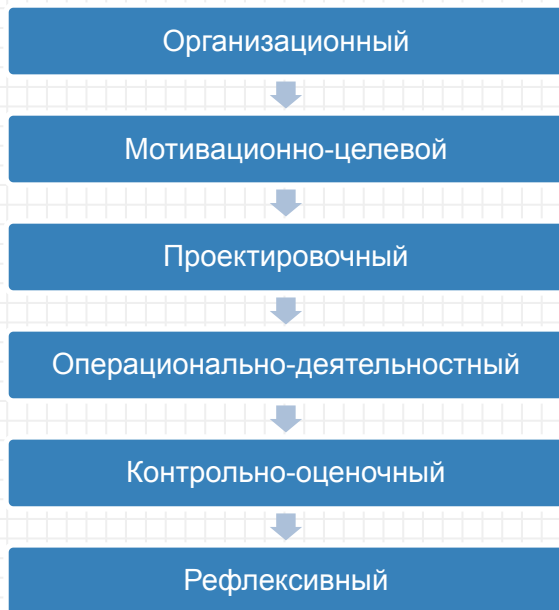 Организационный
Мотивационно-целевой
Проектировочный
Операционально-деятельностный
Контрольно-оценочный
Рефлексивный